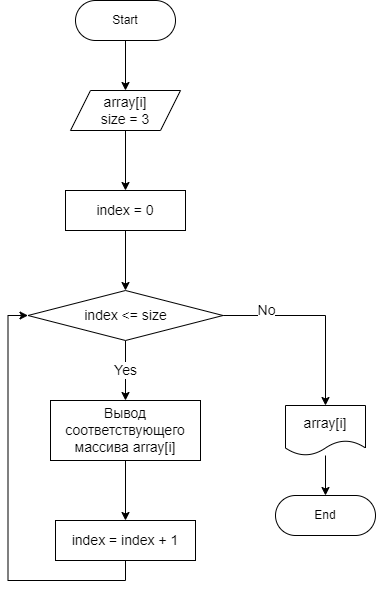 Start
array[i]
size = 3
index = 0
index <= size
No
Yes
array[i]
Вывод
соответствующего
массива array[i]
End
index = index + 1